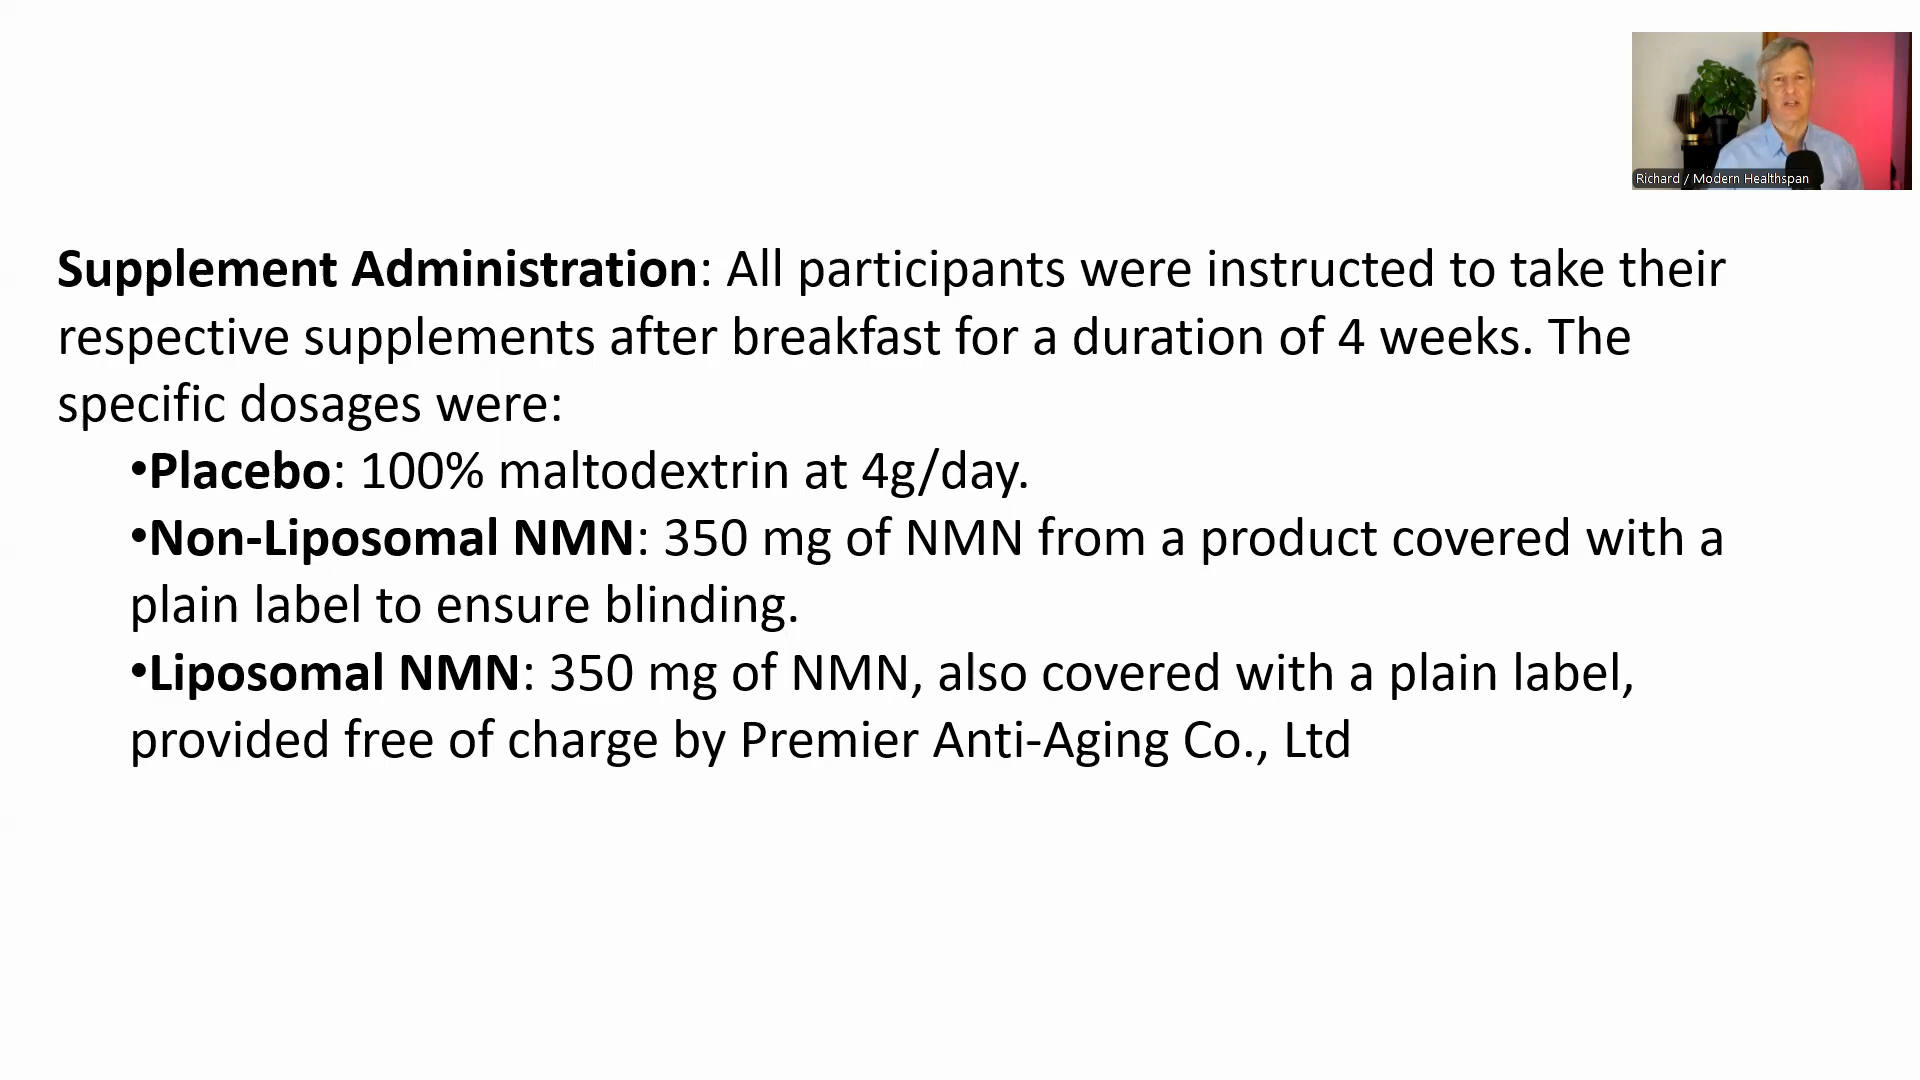 Richard / Modern Healthspan
Supplement Administration: All participants were instructed to take their
respective supplements after breakfast for a duration of 4 weeks. The
specific dosages were:
•Placebo: 100% maltodextrin at 4g/day.
•Non-Liposomal NMN: 350 mg of NMN from a product covered with a
plain label to ensure blinding.
•Liposomal NMN: 350 mg of NMN, also covered with a plain label,
provided free of charge by Premier Anti-Aging Co., Ltd